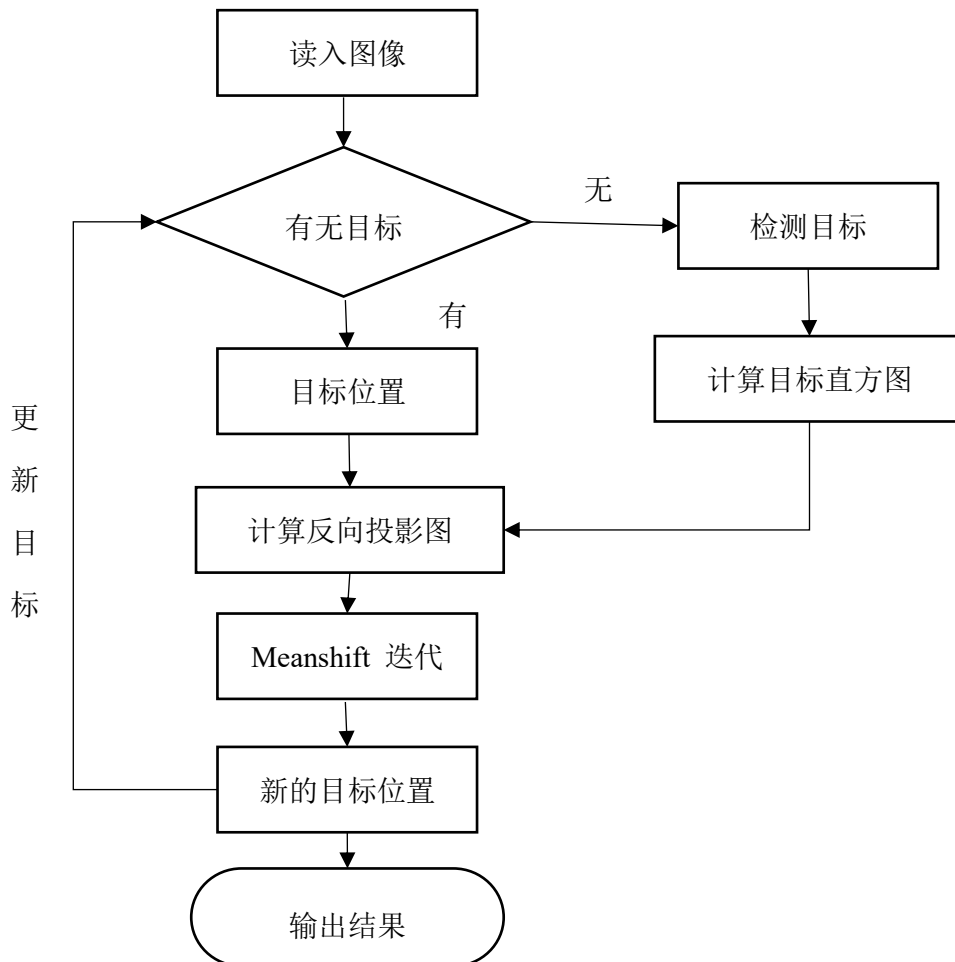 读入图像
有无目标
无
检测目标
有
目标位置
计算目标直方图
更
新
目
标
计算反向投影图
Meanshift 迭代
新的目标位置
输出结果